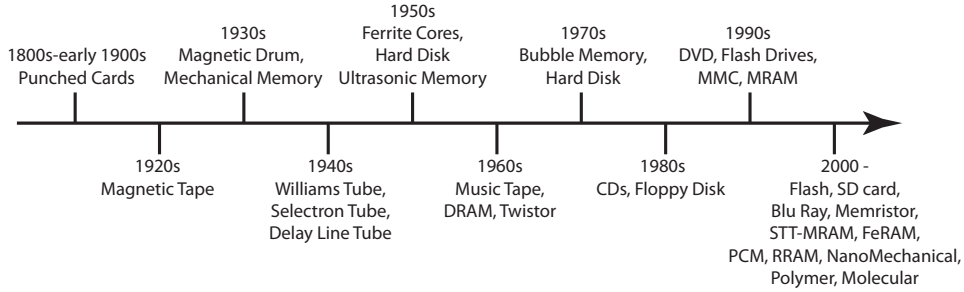 1800s-early 1900s
Punched Cards
1920s
Magnetic Tape
1930s
Magnetic Drum,
Mechanical Memory
1940s
Williams Tube,
Selectron Tube,
Delay Line Tube
1950s
Ferrite Cores,
Hard Disk
Ultrasonic Memory
1960s
Music Tape,
DRAM, Twistor
1970s
Bubble Memory,
Hard Disk
1980s
CDs, Floppy Disk
1990s
DVD, Flash Drives,
MMC, MRAM
2000 -
Flash, SD card,
Blu Ray, Memristor,
STT-MRAM, FeRAM,
PCM, RRAM, NanoMechanical,
Polymer, Molecular